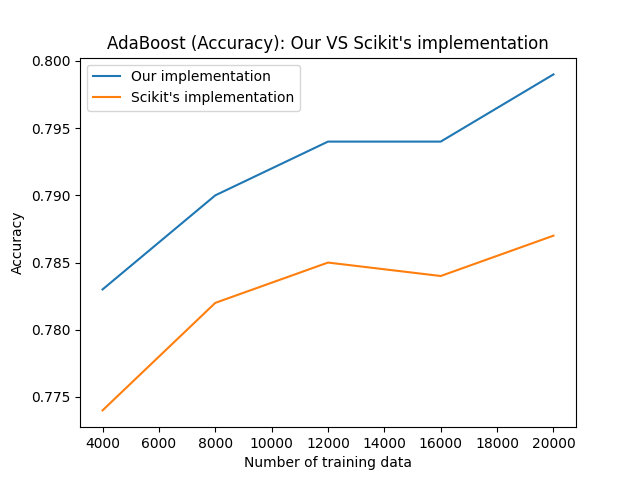 AdaBoost (Accuracy): Our VS Scikit's implementation
Our implementation
Scikit's implementation
0.800
0.795
0.790
0.785
0.780
0.775
Accuracy
4000 6000 8000 10000 12000 14000 16000 18000 20000
Number of training data